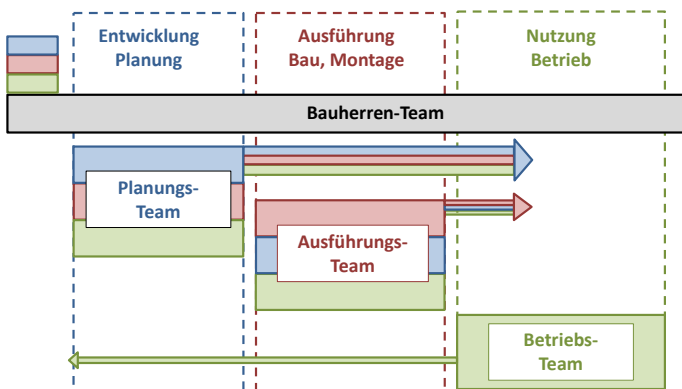 Entwicklung
Planung
Ausführung
Bau, Montage
Nutzung
Betrieb
Bauherren-Team
Planungs-
Team
Ausführungs-
Team
Betriebs-
Team